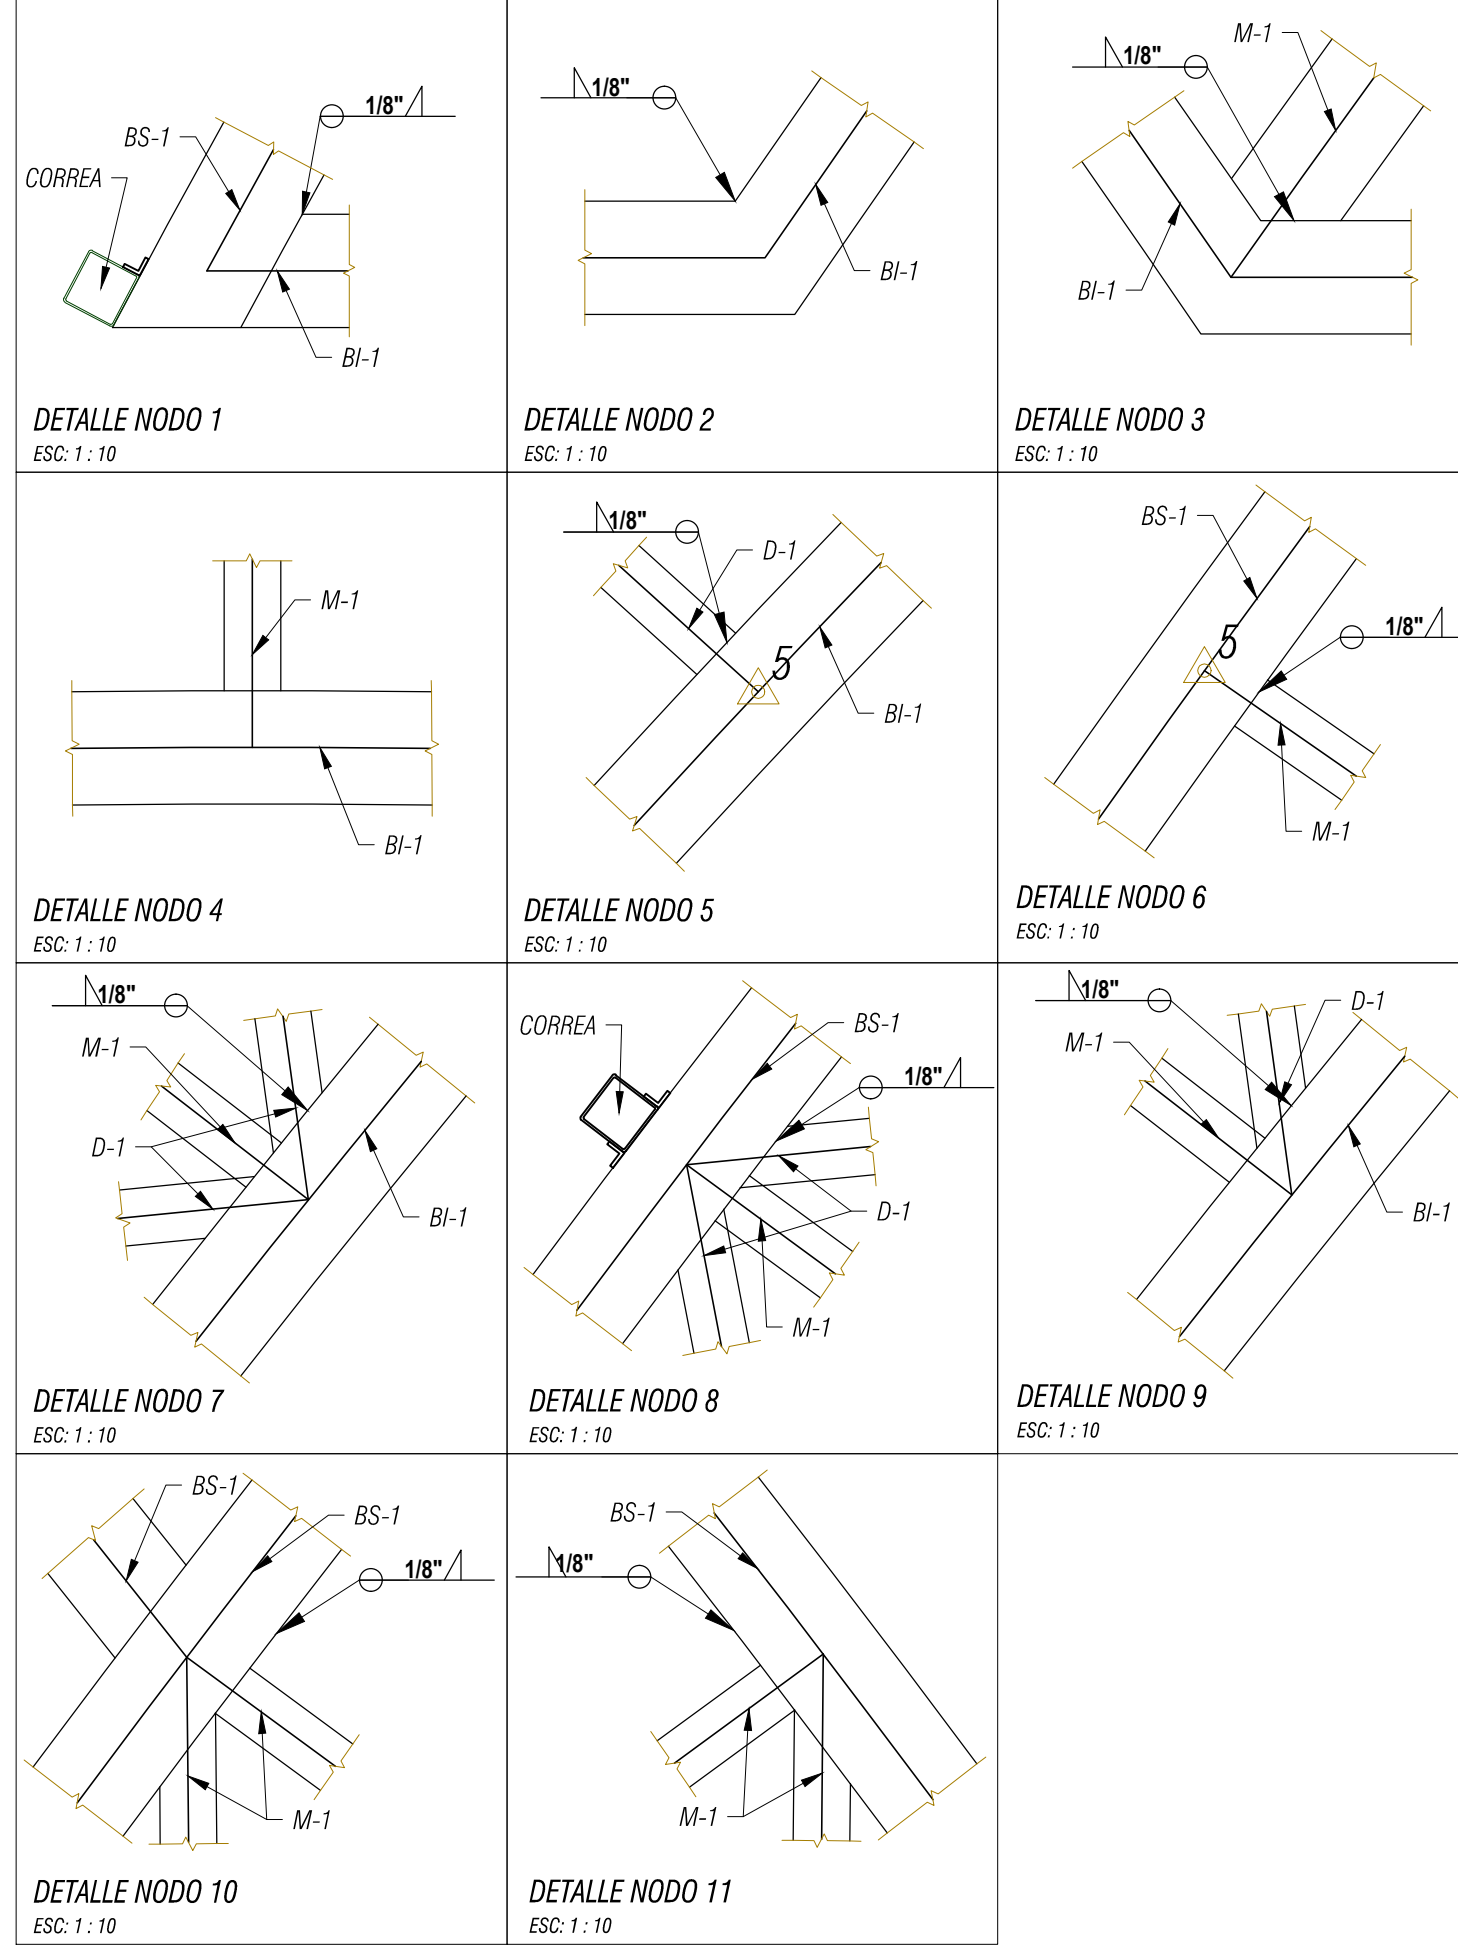 1/8"
BS-1
CORREA
BI-1
DETALLE NODO 1
ESC: 1 : 10
1/8"
BI-1
DETALLE NODO 2
ESC: 1 : 10
M-1
1/8"
BI-1
DETALLE NODO 3
ESC: 1 : 10
M-1
BI-1
DETALLE NODO 4
ESC: 1 : 10
1/8"
D-1
5
BI-1
DETALLE NODO 5
ESC: 1 : 10
BS-1
5
1/8"
M-1
DETALLE NODO 6
ESC: 1 : 10
1/8"
M-1
D-1
BI-1
DETALLE NODO 7
ESC: 1 : 10
CORREA
BS-1
1/8"
D-1
M-1
DETALLE NODO 8
ESC: 1 : 10
1/8"
D-1
M-1
BI-1
DETALLE NODO 9
ESC: 1 : 10
BS-1
BS-1
1/8"
M-1
DETALLE NODO 10
ESC: 1 : 10
BS-1
1/8"
M-1
DETALLE NODO 11
ESC: 1 : 10